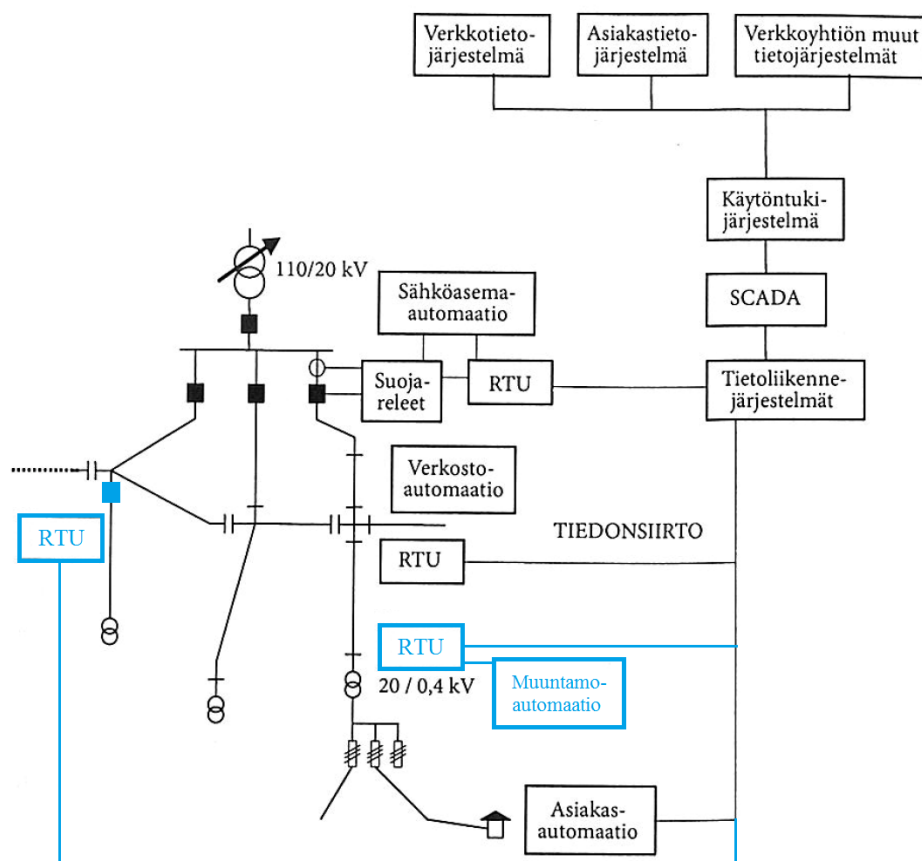 Verkkotieto-
järjestelmä
Asiakastieto-
järjestelmä
Verkkoyhtiön muut
tietojärjestelmät
Käytöntuki-
järjestelmä
110/20 kV
Sähköasema-
automaatio
SCADA
Suoja-
releet
RTU
Tietoliikenne-
järjestelmät
Verkosto-
automaatio
RTU
TIEDONSIIRTO
RTU
RTU
20 / 0,4 kV
Muuntamo-
automaatio
Asiakas-
automaatio